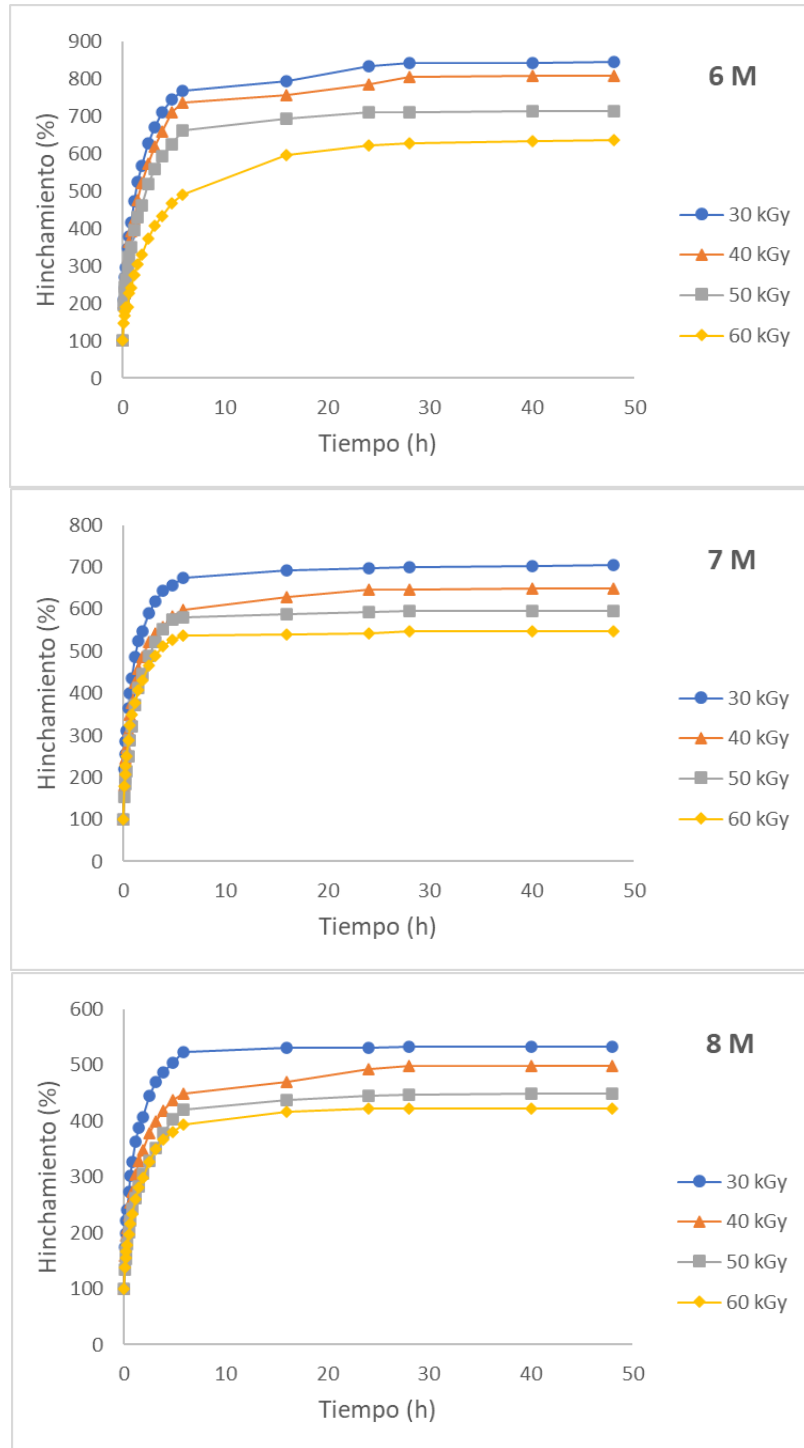 900
800
700
600
500
400
300
200
100
0
Hinchamiento (%)
6 M
30 kGy
40 kGy
50 kGy
60 kGy
0 10 20 30 40 50
Tiempo (h)
800
700
600
500
400
300
200
100
0
Hinchamiento (%)
7 M
30 kGy
40 kGy
50 kGy
60 kGy
0 10 20 30 40 50
Tiempo (h)
600
500
400
300
200
100
0
Hinchamiento (%)
8 M
30 kGy
40 kGy
50 kGy
60 kGy
0 10 20 30 40 50
Tiempo (h)